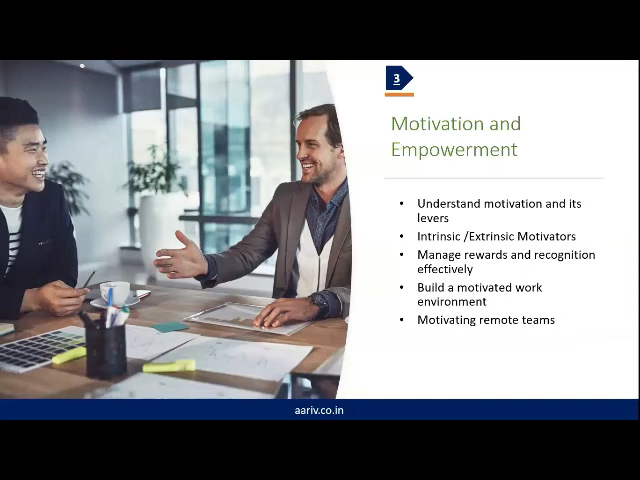 3
Motivation and
Empowerment
• Understand motivation and its
levers
• Intrinsic /Extrinsic Motivators
• Manage rewards and recognition
effectively
• Build a motivated work
environment
• Motivating remote teams
aariv.co.in